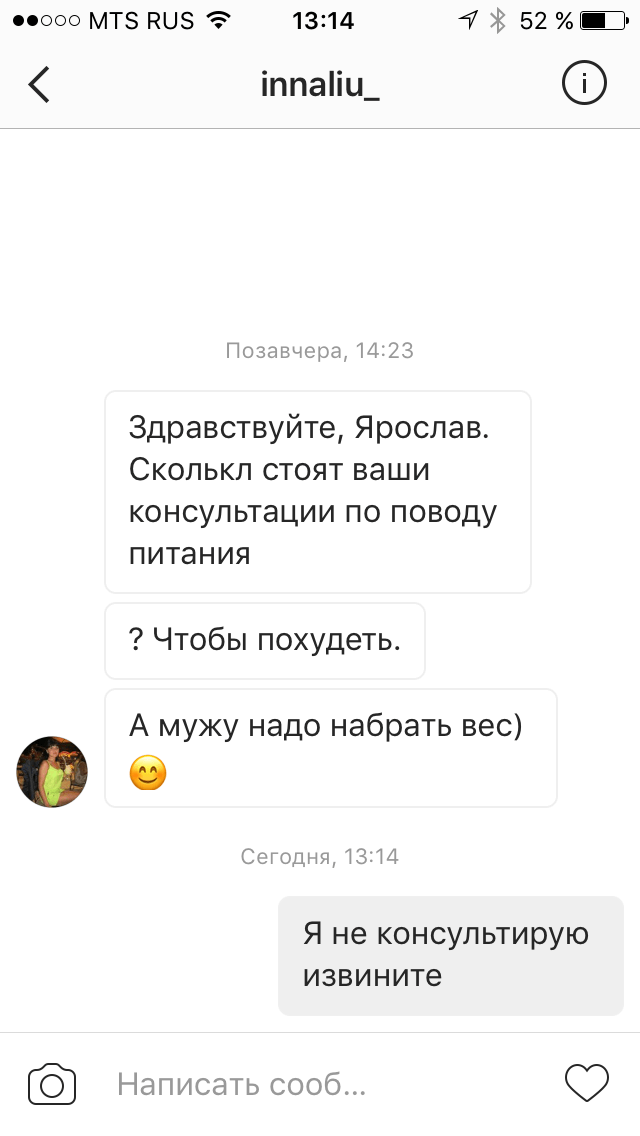 MTS RUS 13:14 52 %
innaliu_
Позавчера, 14:23
Здравствуйте, Ярослав.
Сколькл стоят ваши
консультации по поводу
питания
? Чтобы похудеть.
А мужу надо набрать вес)
😊
Сегодня, 13:14
Я не консультирую
извините
Написать сооб...